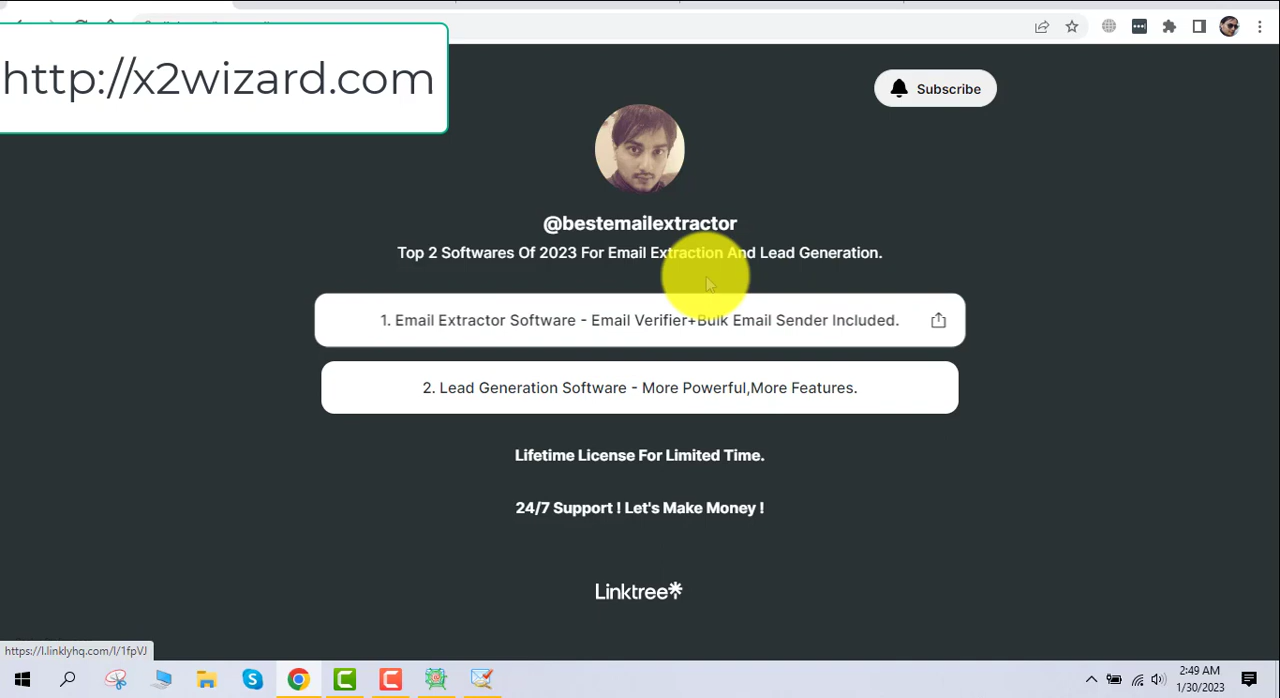 http://x2wizard.com
Subscribe
@bestemailextractor
Top 2 Softwares Of 2023 For Email Extraction And Lead Generation.
1. Email Extractor Software - Email Verifier+Bulk Email Sender Included.
2. Lead Generation Software - More Powerful,More Features.
Lifetime License For Limited Time.
24/7 Support ! Let's Make Money !
Linktree
https://l.linklyhq.com/l/1fpVJ
2:49 AM
1/30/2023